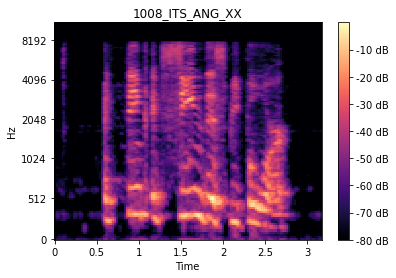 1008_ITS_ANG_XX
8192
4096
2048
1024
512
0
Hz
0 0.5 1 1.5 2 2.5 3
Time
-10 dB
-20 dB
-30 dB
-40 dB
-50 dB
-60 dB
-70 dB
-80 dB